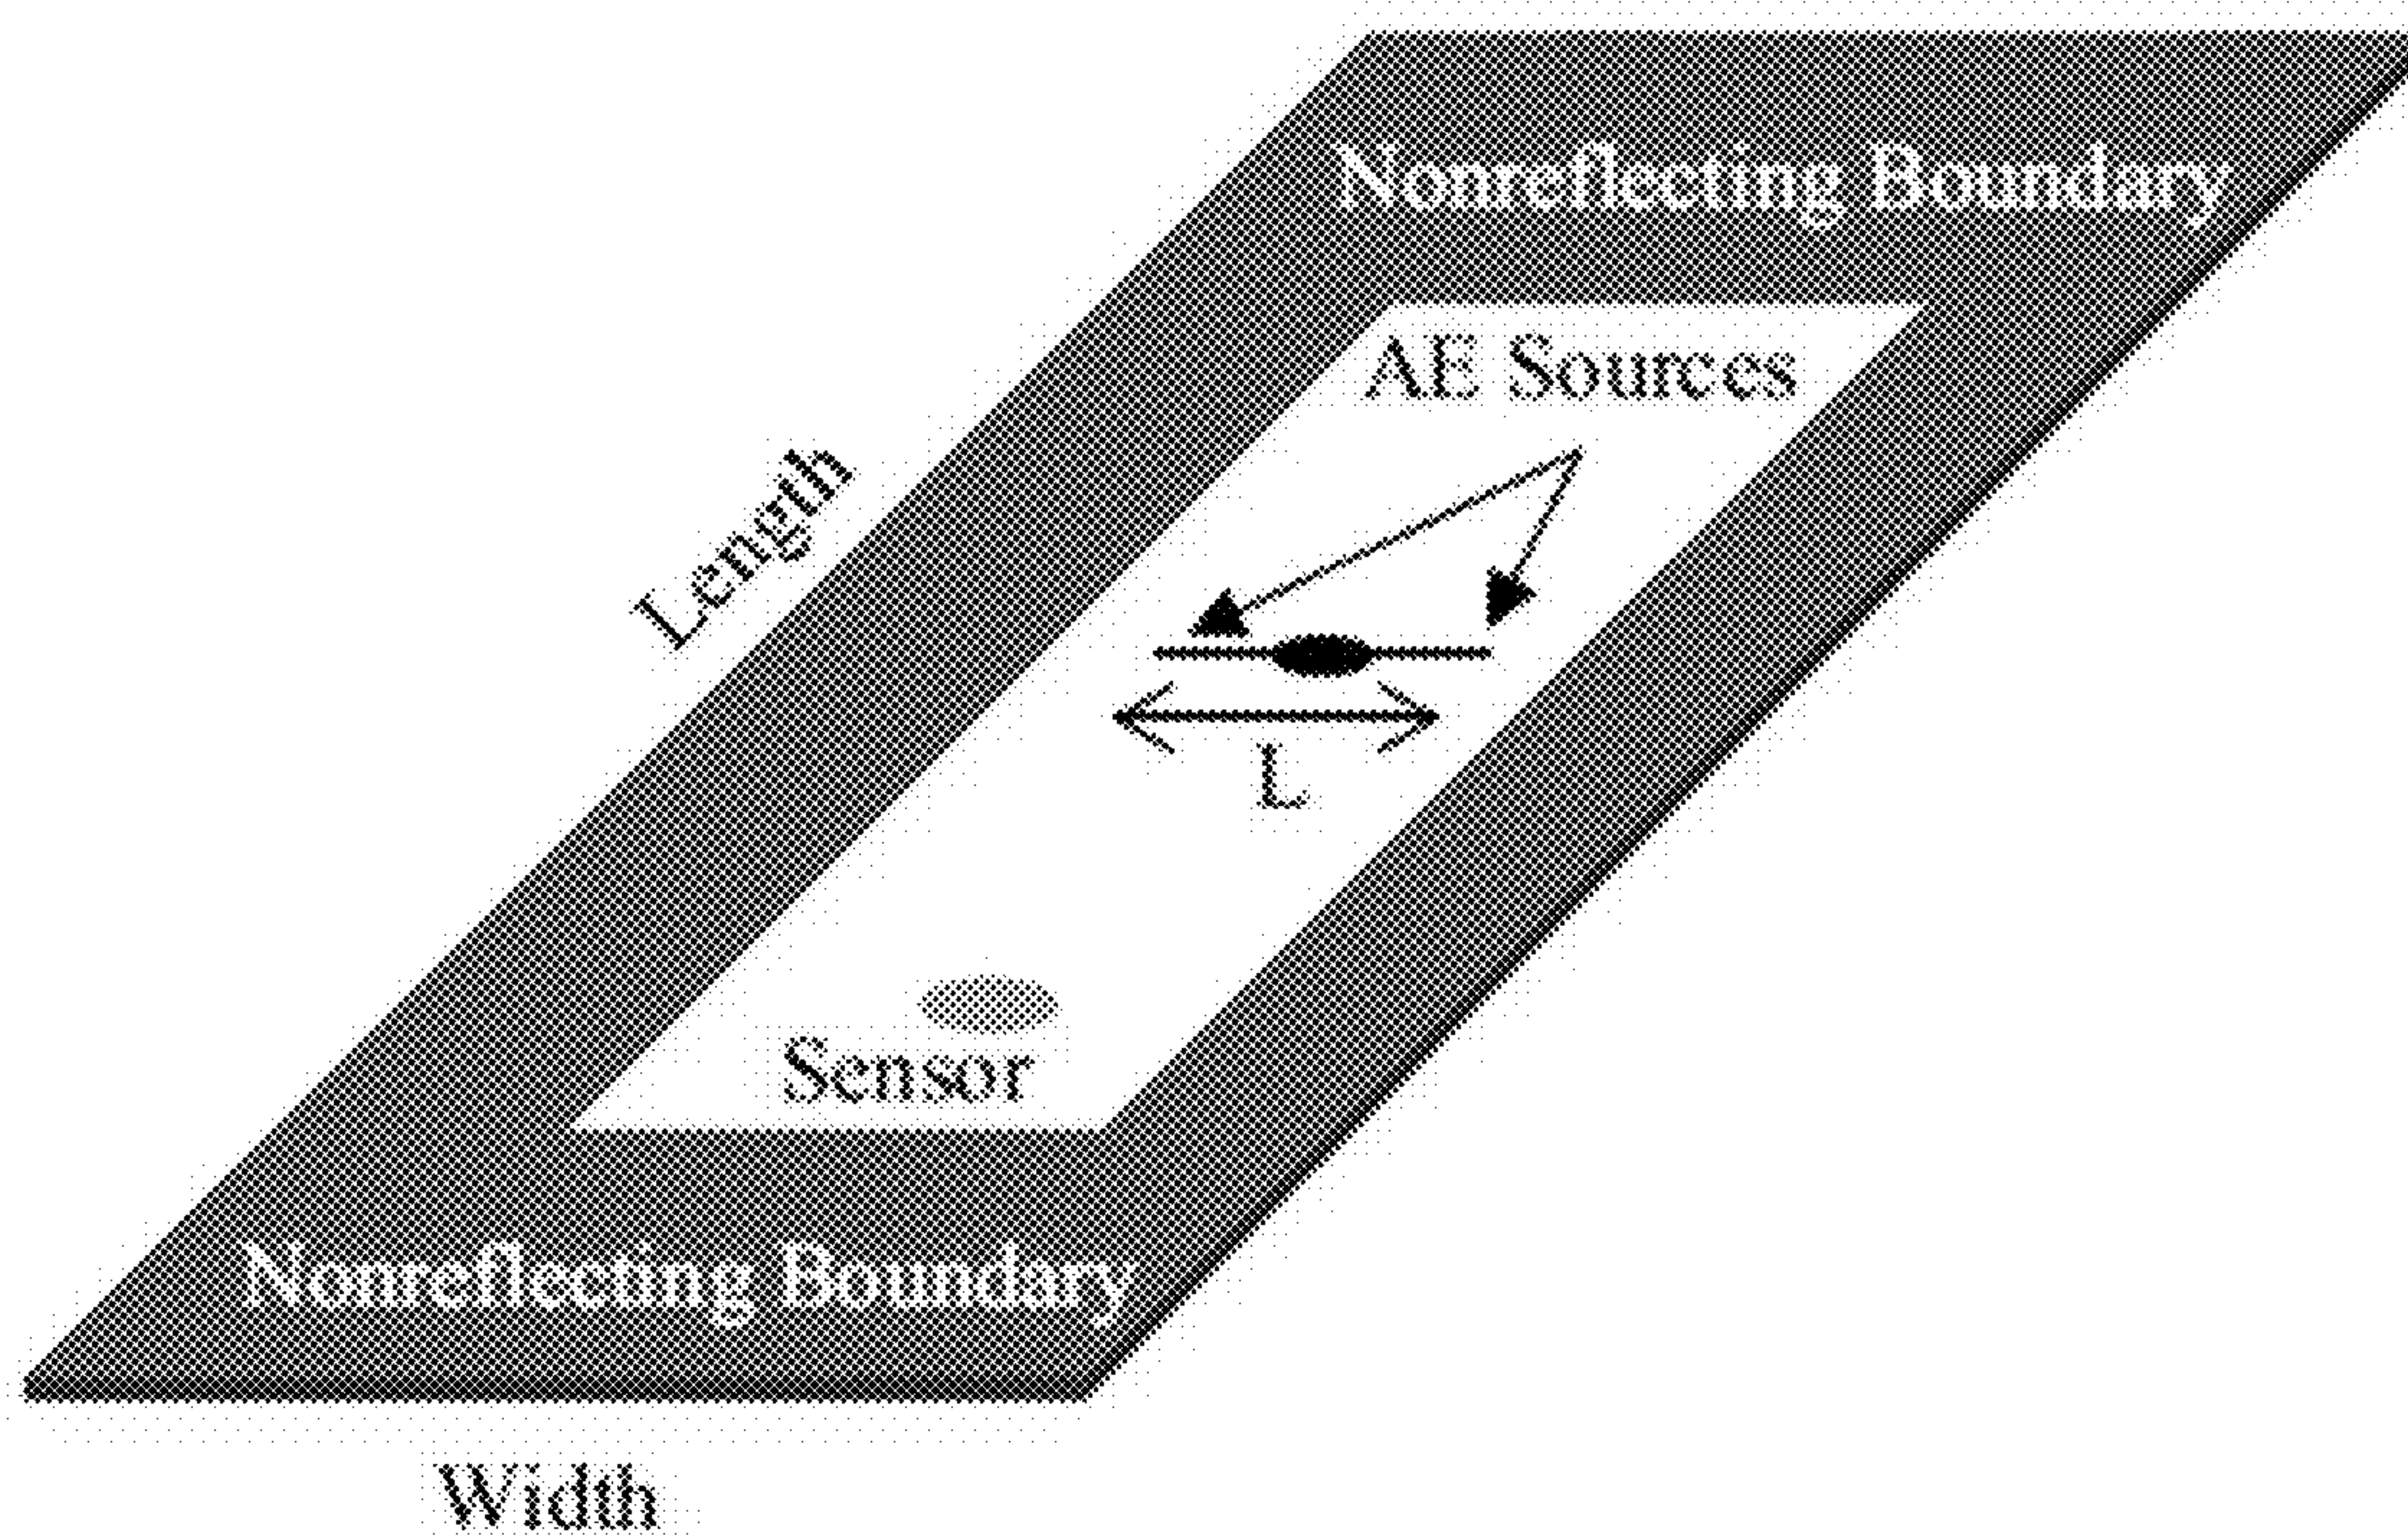 Nonreflecting Boundary
AE Sources
Length
L
Sensor
Nonreflecting Boundary
Width